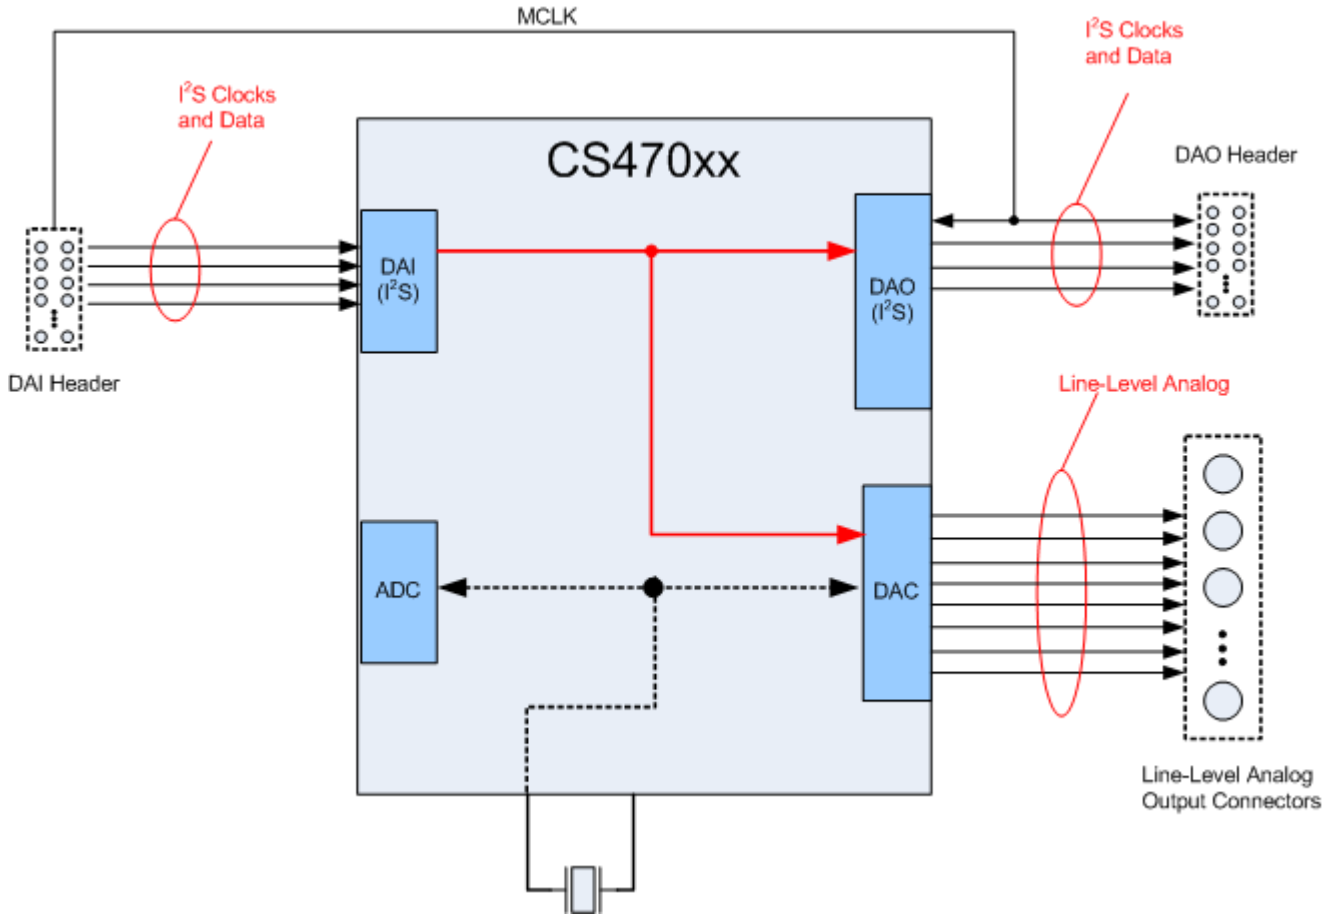 MCLK
I²S Clocks
and Data
I²S Clocks
and Data
CS470xx
DAO Header
DAI
(I²S)
DAO
(I²S)
DAI Header
Line-Level Analog
ADC
DAC
Line-Level Analog
Output Connectors